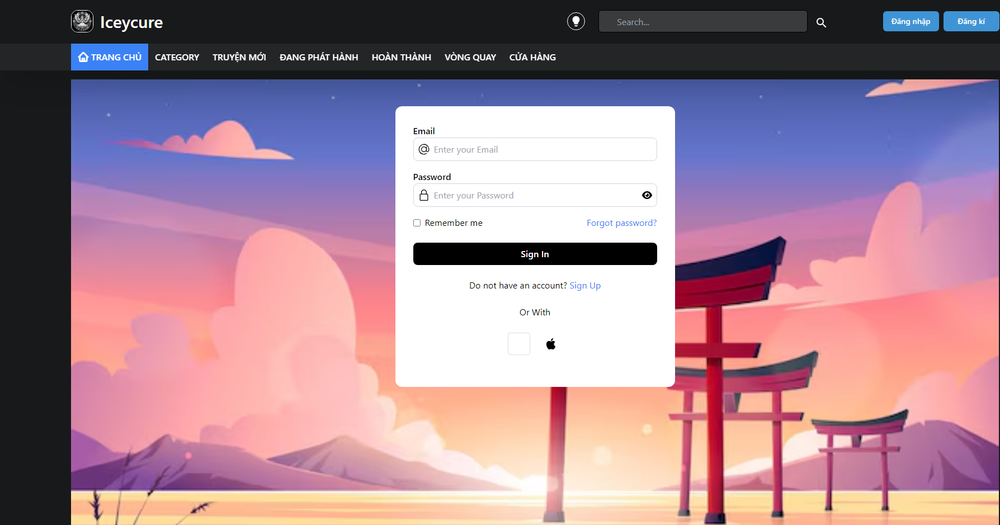 Iceycure
Search...
Đăng nhập
Đăng kí
TRANG CHỦ CATEGORY TRUYỆN MỚI ĐANG PHÁT HÀNH HOÀN THÀNH VÒNG QUAY CỬA HÀNG
Email
Enter your Email
Password
Enter your Password
Remember me
Forgot password?
Sign In
Do not have an account? Sign Up
Or With